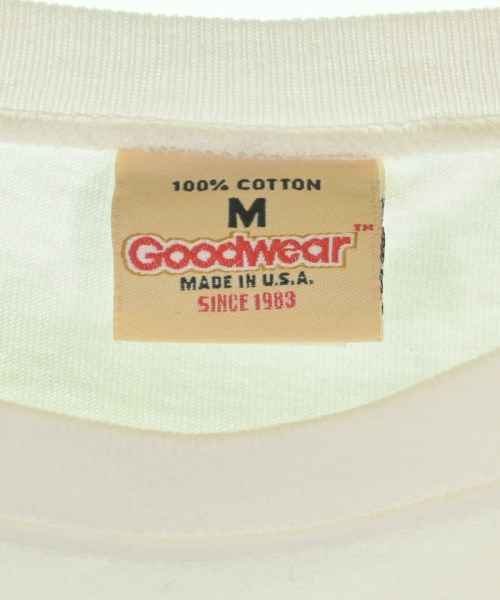 100% COTTON
M
Goodwear™
MADE IN U.S.A.
SINCE 1983